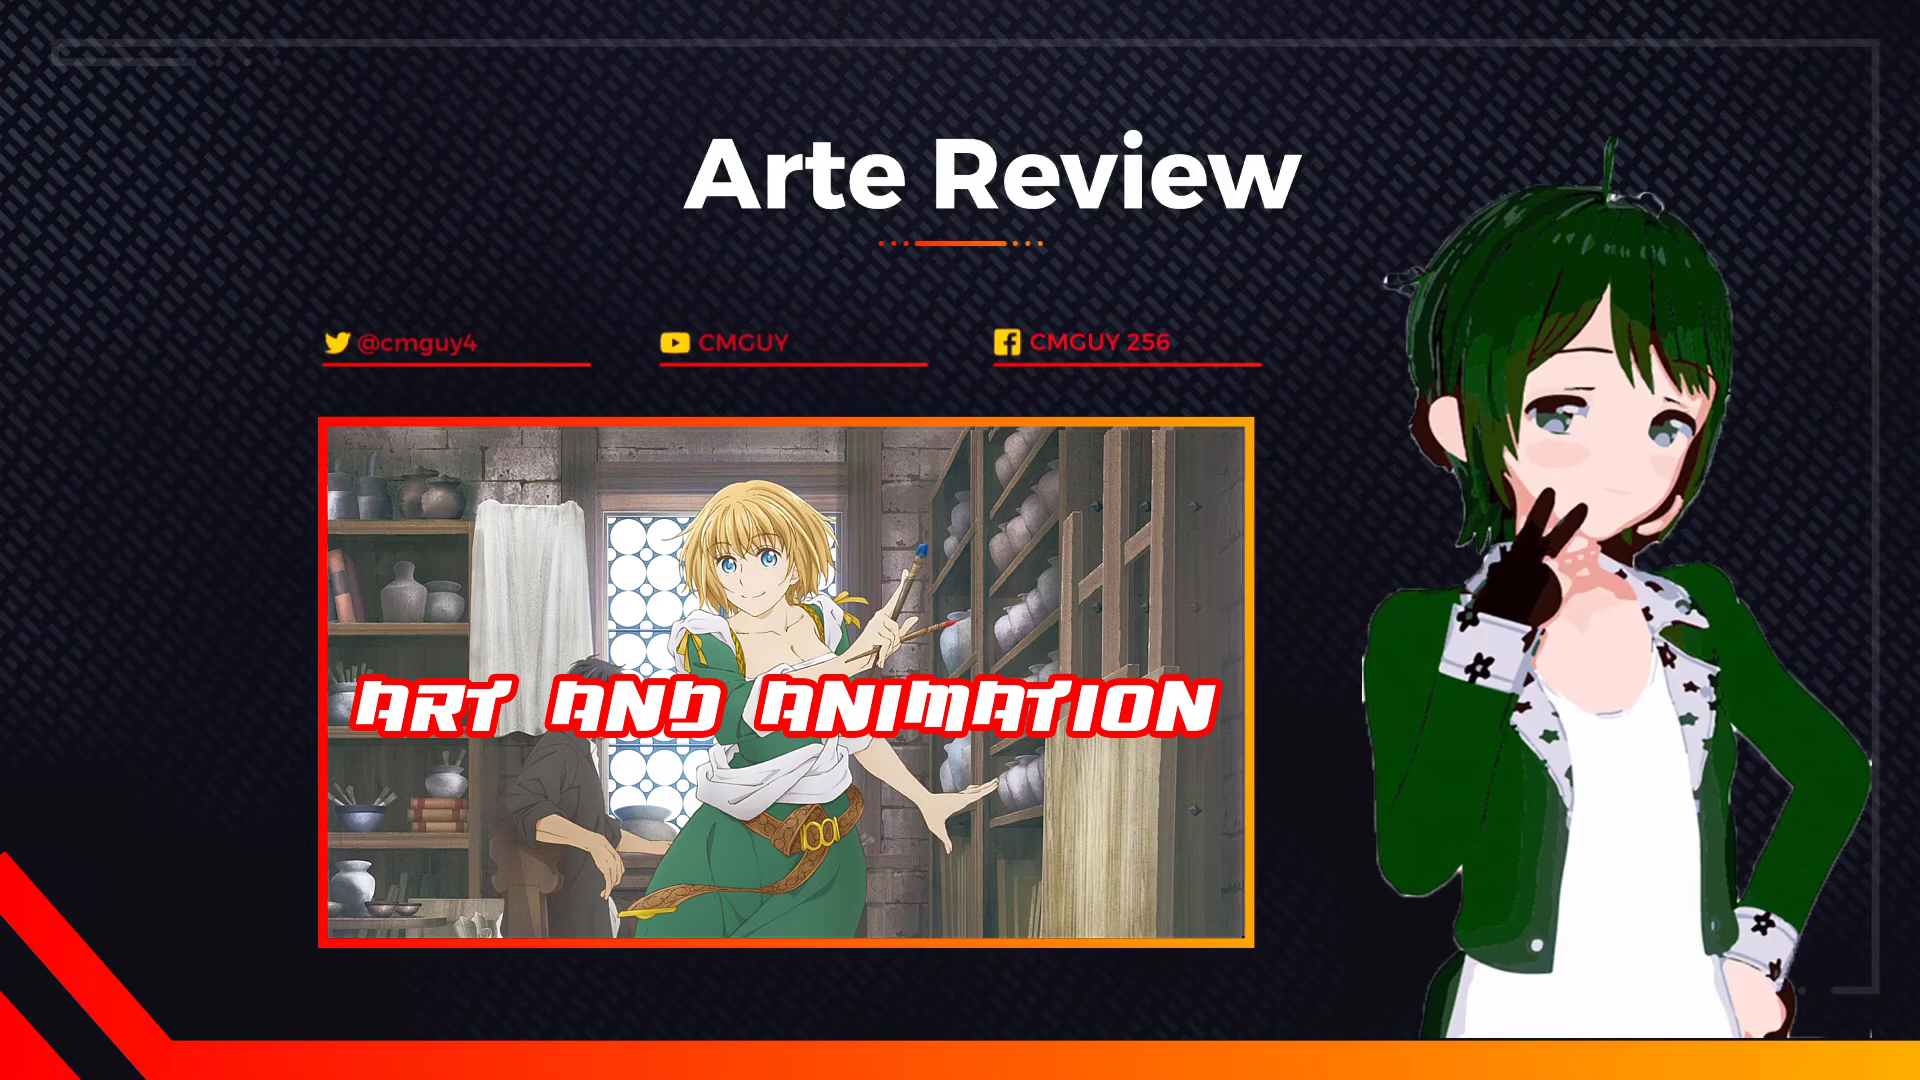 Arte Review
@cmguy4
CMGUY
CMGUY 256
ART AND ANIMATION